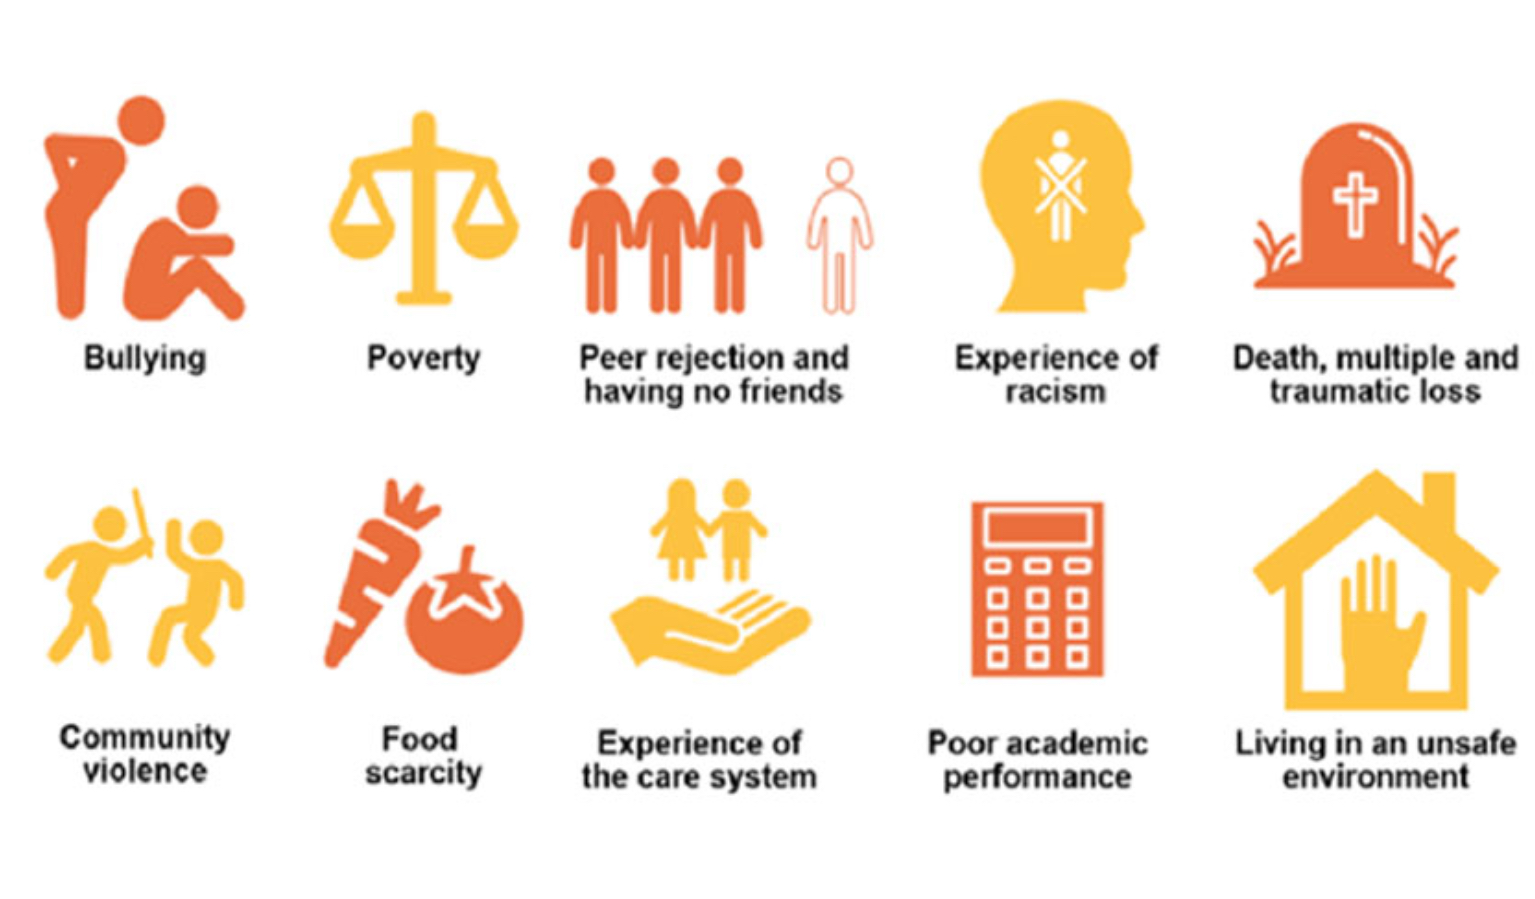 Bullying
Poverty
Peer rejection and
having no friends
Experience of
racism
Death, multiple and
traumatic loss
Community
violence
Food
scarcity
Experience of
the care system
Poor academic
performance
Living in an unsafe
environment